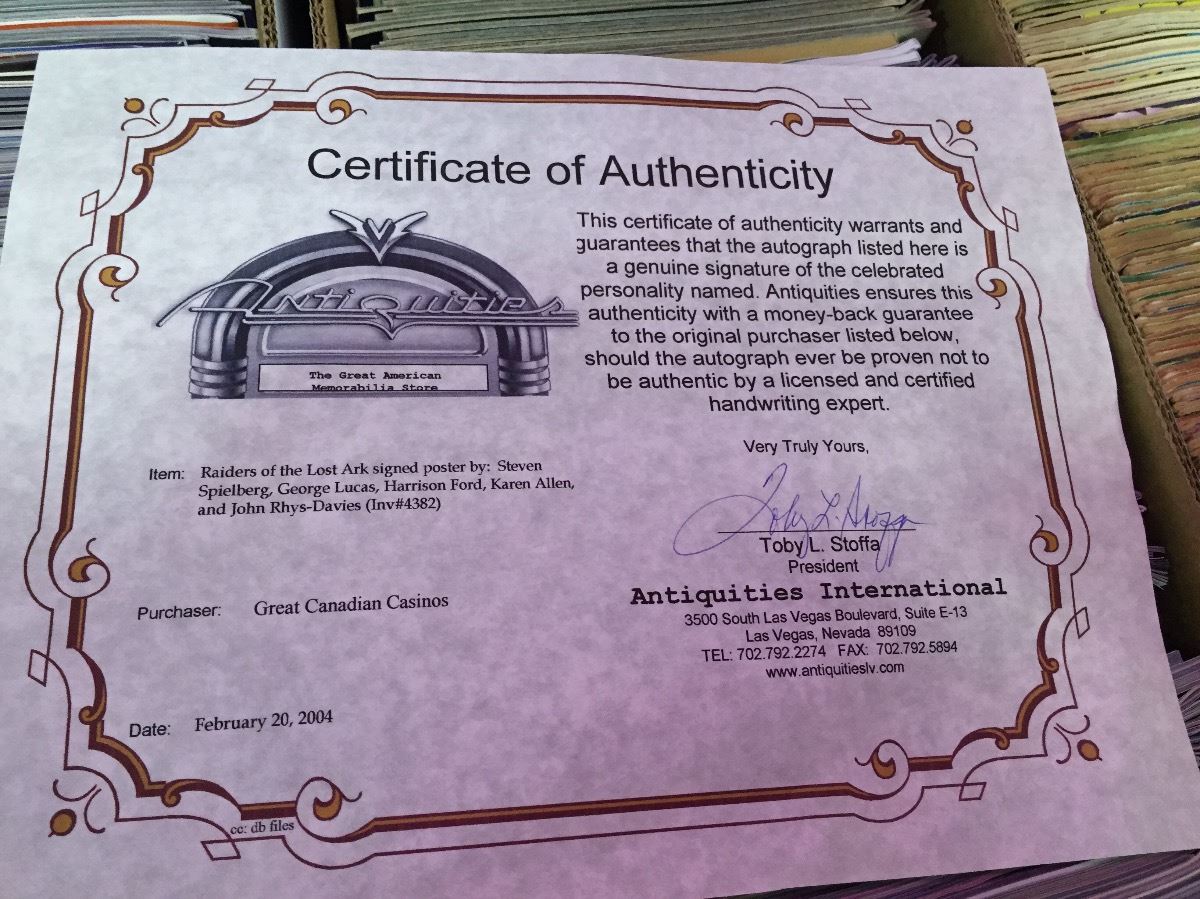 Certificate of Authenticity
Antiquities
The Great American
Memorabilia Store
This certificate of authenticity warrants and
guarantees that the autograph listed here is
a genuine signature of the celebrated
personality named. Antiquities ensures this
authenticity with a money-back guarantee
to the original purchaser listed below,
should the autograph ever be proven not to
be authentic by a licensed and certified
handwriting expert.
Very Truly Yours,
Toby L. Stoffa
Toby L. Stoffa
President
Antiquities International
3500 South Las Vegas Boulevard, Suite E-13
Las Vegas, Nevada 89109
TEL: 702.792.2274 FAX: 702.792.5894
www.antiquitieslv.com
Item: Raiders of the Lost Ark signed poster by: Steven
Spielberg, George Lucas, Harrison Ford, Karen Allen,
and John Rhys-Davies (Inv#4382)
Purchaser: Great Canadian Casinos
Date: February 20, 2004
cc: db files